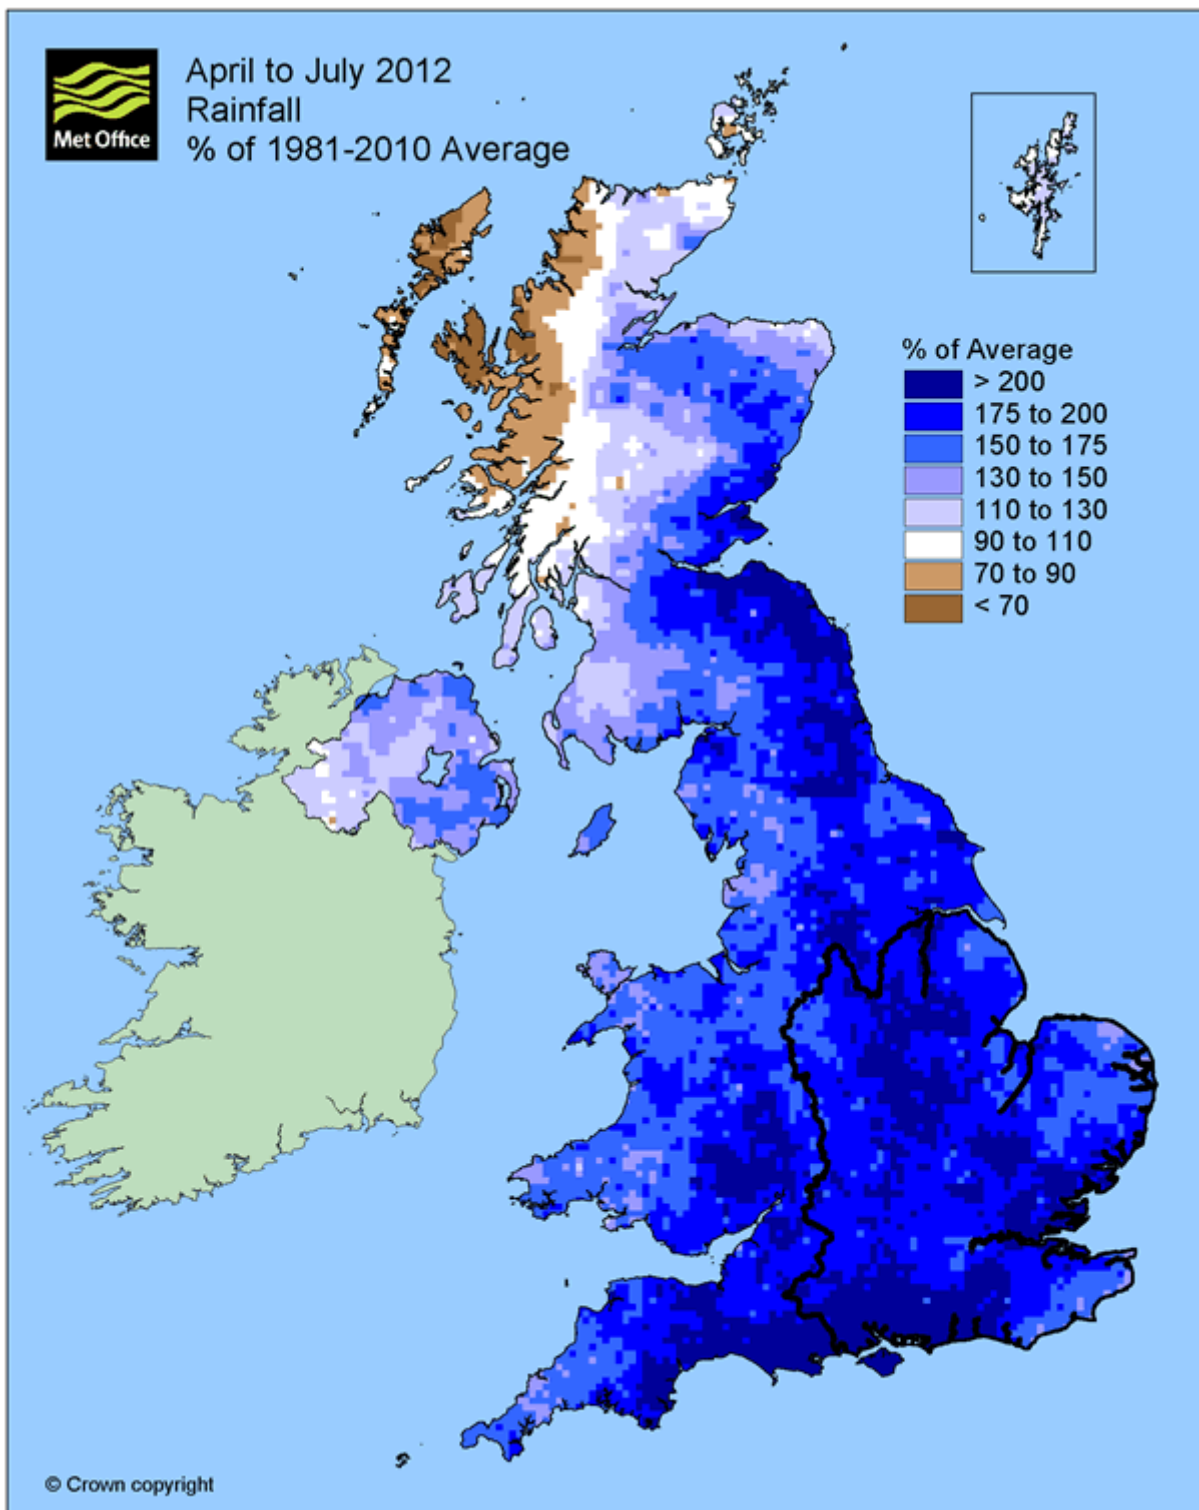 Met Office
April to July 2012
Rainfall
% of 1981-2010 Average
% of Average
> 200
175 to 200
150 to 175
130 to 150
110 to 130
90 to 110
70 to 90
< 70
© Crown copyright